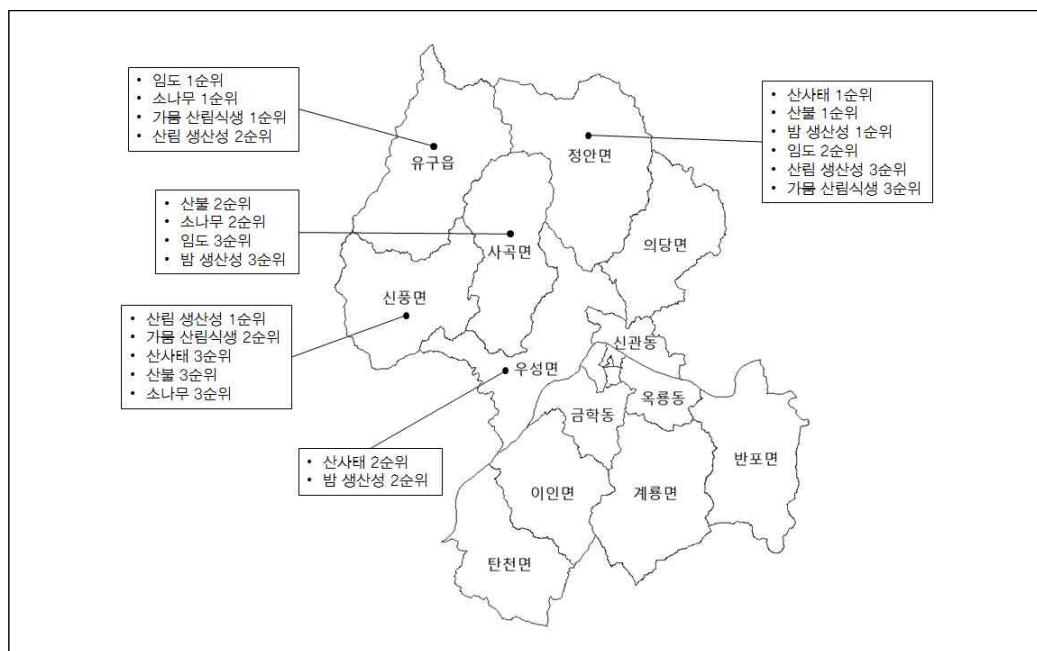 • 임도 1순위
• 소나무 1순위
• 가뭄 산림식생 1순위
• 산림 생산성 2순위
• 산사태 1순위
• 산불 1순위
• 밤 생산성 1순위
• 임도 2순위
• 산림 생산성 3순위
• 가뭄 산림식생 3순위
유구읍
정안면
• 산불 2순위
• 소나무 2순위
• 임도 3순위
• 밤 생산성 3순위
사곡면
의당면
신풍면
• 산림 생산성 1순위
• 가뭄 산림식생 2순위
• 산사태 3순위
• 산불 3순위
• 소나무 3순위
신관동
우성면
옥룡동
금학동
• 산사태 2순위
• 밤 생산성 2순위
반포면
이인면
계룡면
탄천면